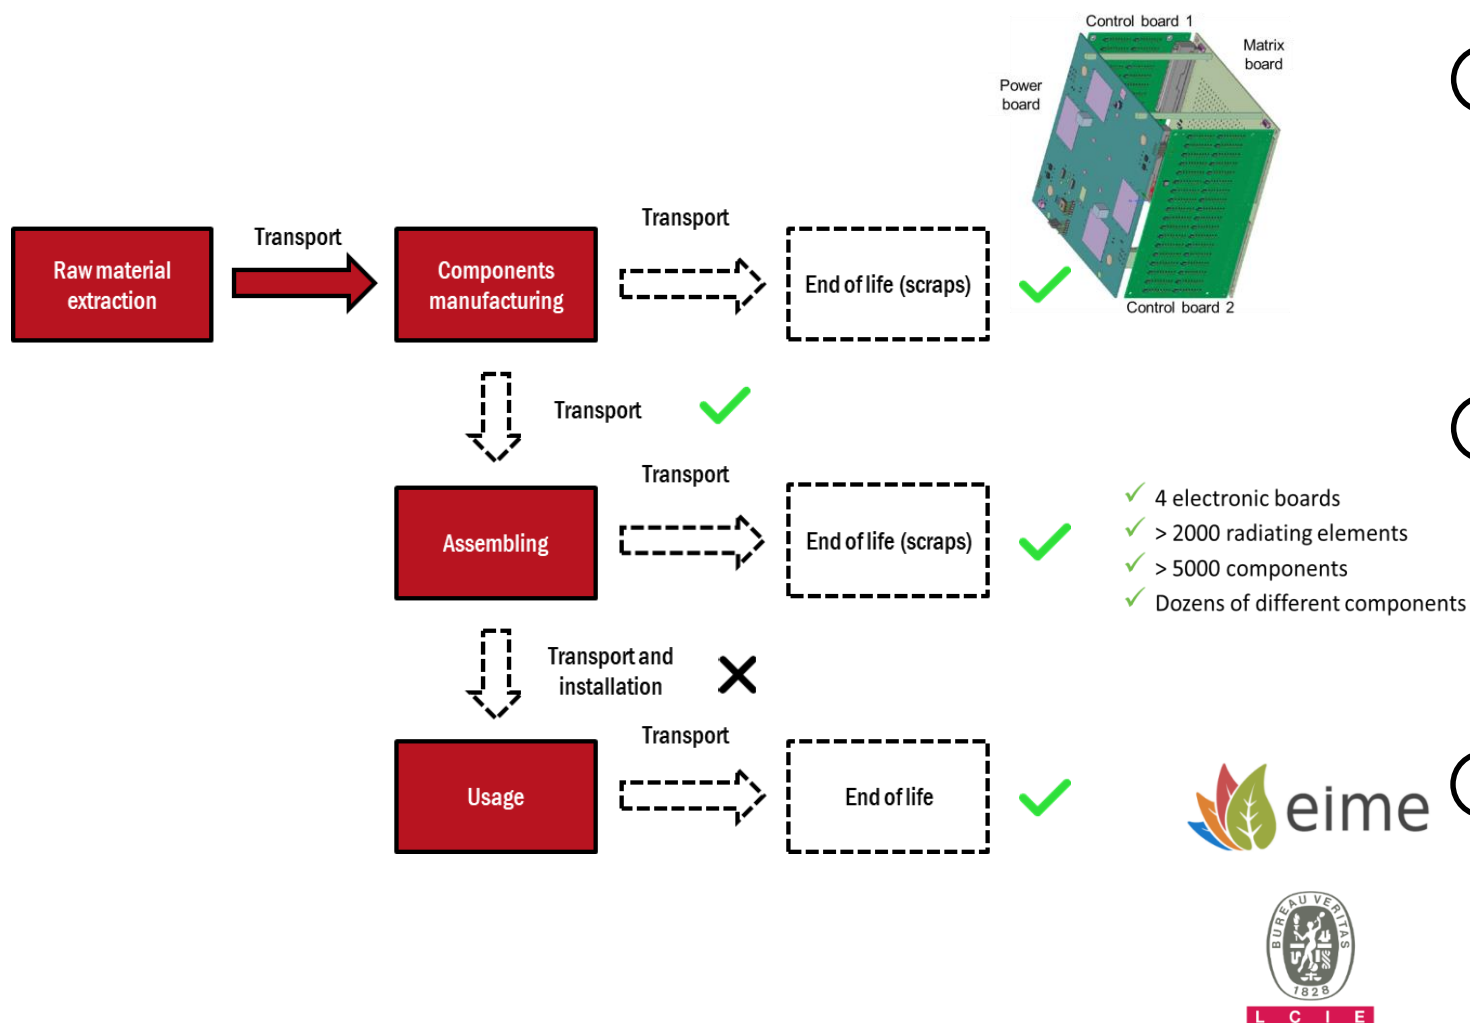 Control board 1
Matrix
board
Power
board
Control board 2
Transport
Transport
Raw material
extraction
Components
manufacturing
End of life (scraps)
Transport
Transport
Assembling
End of life (scraps)
4 electronic boards
> 2000 radiating elements
> 5000 components
Dozens of different components
Transport and
installation
Transport
Usage
End of life
eime
BUREAU VERITAS
1828
L C I E